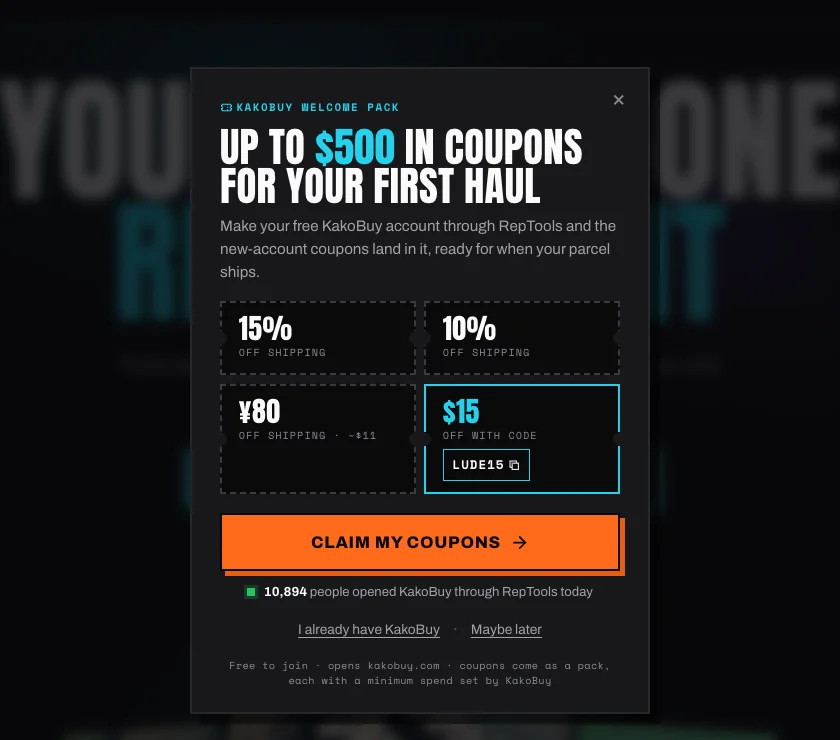 KAKOBUY WELCOME PACK
UP TO $500 IN COUPONS
FOR YOUR FIRST HAUL
Make your free KakoBuy account through RepTools and the
new-account coupons land in it, ready for when your parcel
ships.
15%
OFF SHIPPING
10%
OFF SHIPPING
¥80
OFF SHIPPING · ~$11
$15
OFF WITH CODE
LUDE15
CLAIM MY COUPONS →
10,894 people opened KakoBuy through RepTools today
I already have KakoBuy · Maybe later
Free to join · opens kakobuy.com · coupons come as a pack,
each with a minimum spend set by KakoBuy
YOU
ONE